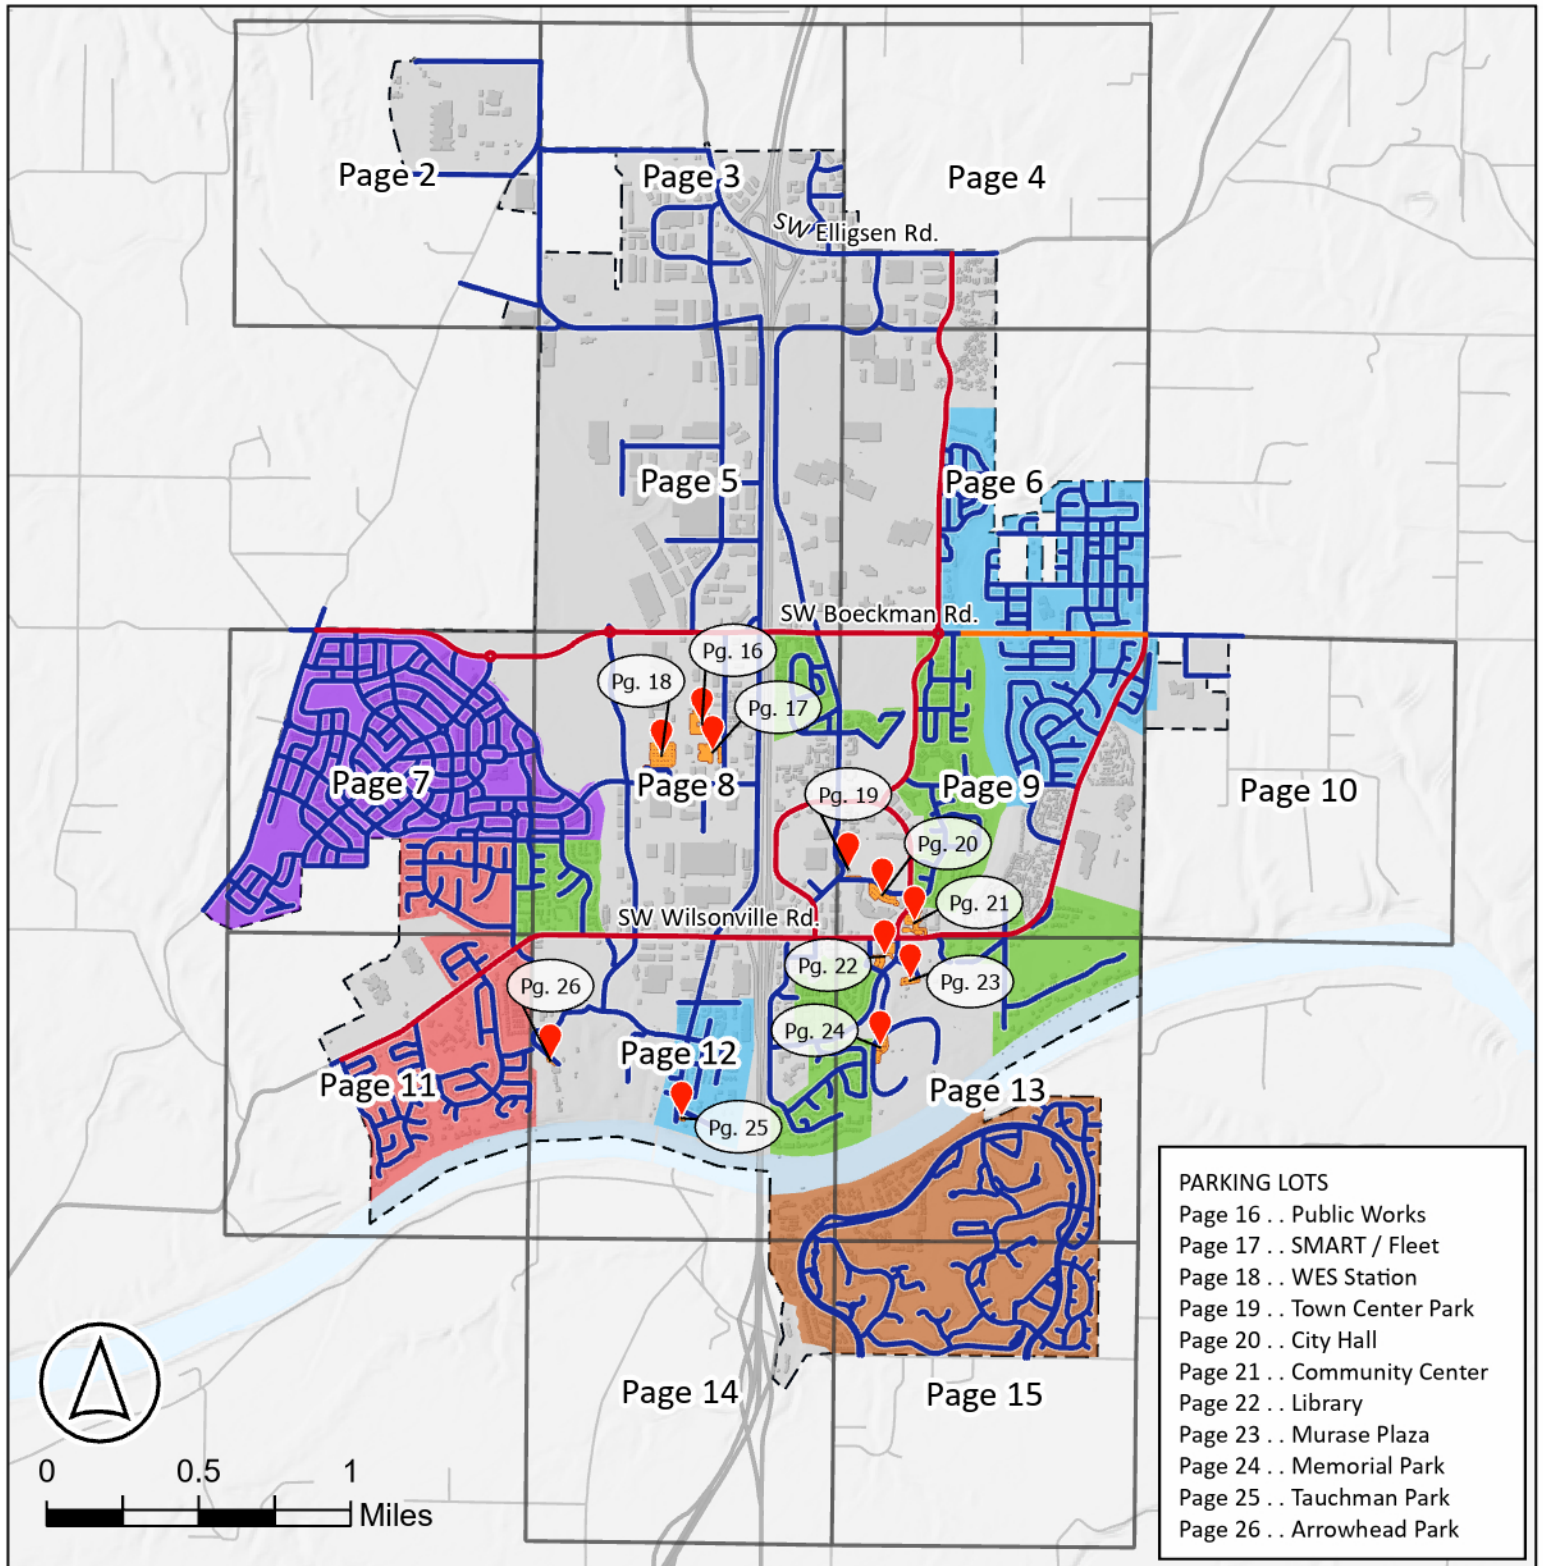 Page 2
Page 3
Page 4
SW Elligsen Rd.
Page 5
Page 6
SW Boeckman Rd.
Pg. 16
Pg. 18
Pg. 17
Page 7
Page 8
Pg. 19
Page 9
Page 10
Pg. 20
Pg. 21
SW Wilsonville Rd.
Pg. 22
Pg. 23
Pg. 26
Pg. 24
Page 12
Page 11
Page 13
Pg. 25
Page 14
Page 15
PARKING LOTS
Page 16 . . Public Works
Page 17 . . SMART / Fleet
Page 18 . . WES Station
Page 19 . . Town Center Park
Page 20 . . City Hall
Page 21 . . Community Center
Page 22 . . Library
Page 23 . . Murase Plaza
Page 24 . . Memorial Park
Page 25 . . Tauchman Park
Page 26 . . Arrowhead Park
0 0.5 1
Miles